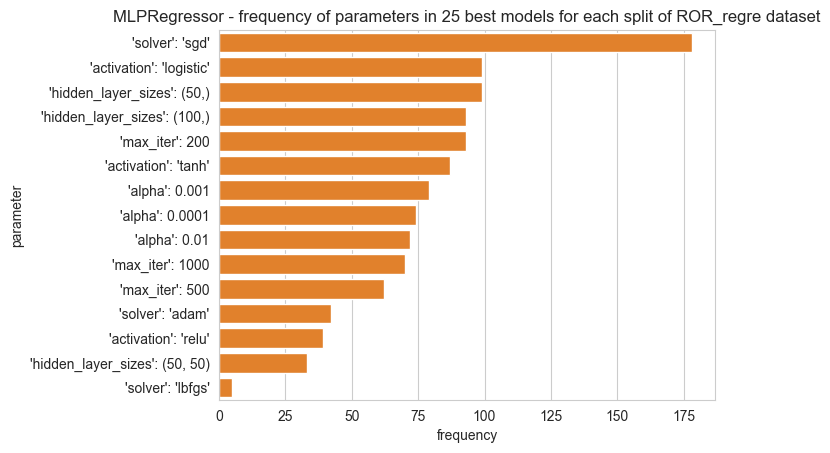 MLPRegressor - frequency of parameters in 25 best models for each split of ROR_regre dataset
parameter
'solver': 'sgd'
'activation': 'logistic'
'hidden_layer_sizes': (50,)
'hidden_layer_sizes': (100,)
'max_iter': 200
'activation': 'tanh'
'alpha': 0.001
'alpha': 0.0001
'alpha': 0.01
'max_iter': 1000
'max_iter': 500
'solver': 'adam'
'activation': 'relu'
'hidden_layer_sizes': (50, 50)
'solver': 'lbfgs'
0 25 50 75 100 125 150 175
frequency